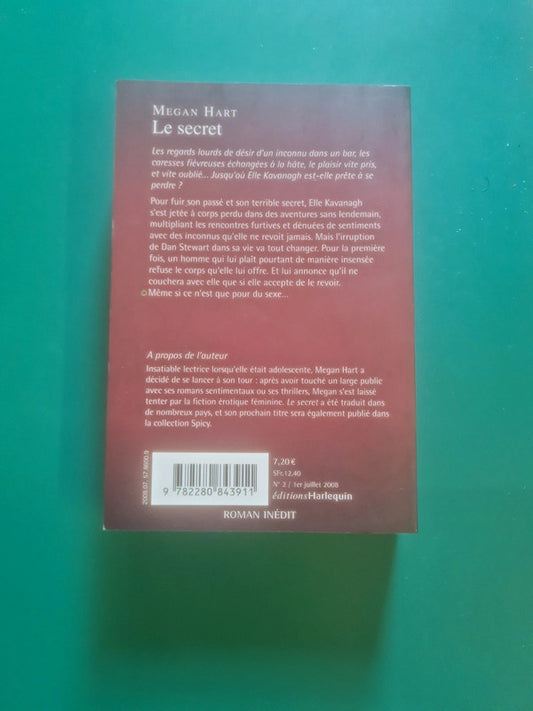 MEGAN HART
Le secret
Les regards lourds de désir d'un inconnu dans un bar, les
caresses fiévreuses échangées à la hâte, le plaisir vite pris,
et vite oublié... Jusqu'où Elle Kavanagh est-elle prête à se
perdre ?
Pour fuir son passé et son terrible secret, Elle Kavanagh
s'est jetée à corps perdu dans des aventures sans lendemain,
multipliant les rencontres furtives et dénuées de sentiments
avec des inconnus qu'elle ne revoit jamais. Mais l'irruption
de Dan Stewart dans sa vie va tout changer. Pour la première
fois, un homme qui lui plaît pourtant de manière insensée
refuse le corps qu'elle lui offre. Et lui annonce qu'il ne
couchera avec elle que si elle accepte de le revoir.
Même si ce n'est que pour du sexe...
A propos de l'auteur
Insatiable lectrice lorsqu'elle était adolescente, Megan Hart a
décidé de se lancer à son tour : après avoir touché un large public
avec ses romans sentimentaux ou ses thrillers, Megan s'est laissé
tenter par la fiction érotique féminine. Le secret a été traduit dans
de nombreux pays, et son prochain titre sera également publié dans
la collection Spicy.
2008.07. 57.8600.9
9 782280 843911
7,20 €
SFr.12.40
N° 2 / 1er juillet 2008
éditionsHarlequin
ROMAN INÉDIT